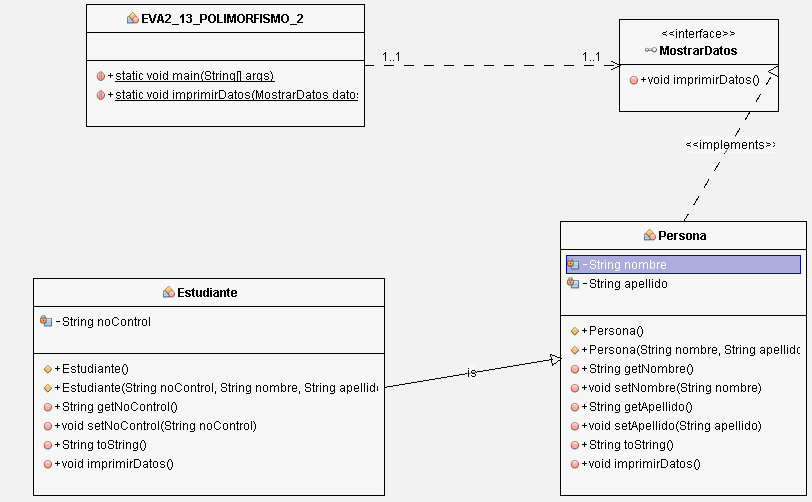 EVA2_13_POLIMORFISMO_2
+static void main(String[] args)
+static void imprimirDatos(MostrarDatos datos
1..1
1..1
<<interface>>
MostrarDatos
+void imprimirDatos()
<<implements>>
Persona
-String nombre
-String apellido
+Persona()
+Persona(String nombre, String apellido
+String getNombre()
+void setNombre(String nombre)
+String getApellido()
+void setApellido(String apellido)
+String toString()
+void imprimirDatos()
Estudiante
-String noControl
+Estudiante()
+Estudiante(String noControl, String nombre, String apellido
+String getNoControl()
+void setNoControl(String noControl)
+String toString()
+void imprimirDatos()
is